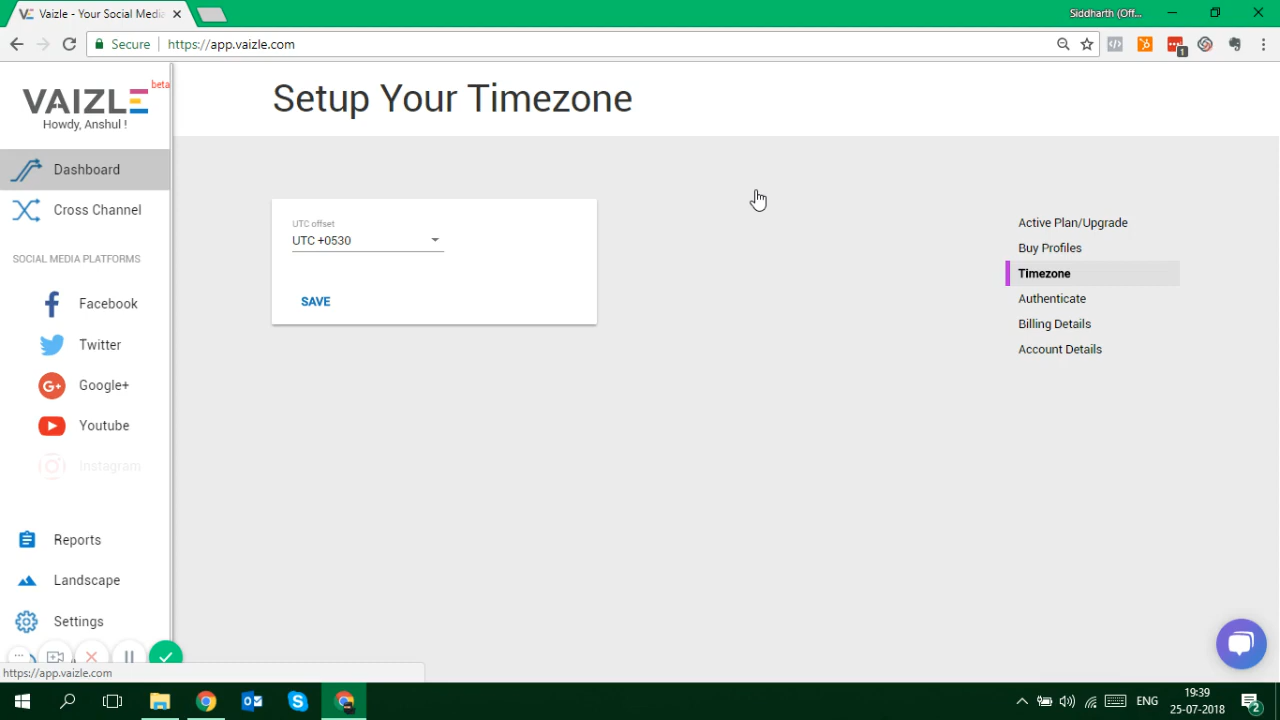 Vaizle - Your Social Media
Siddharth (Off...
Secure
https://app.vaizle.com
1
VAIZLE
beta
Howdy, Anshul !
Dashboard
Cross Channel
SOCIAL MEDIA PLATFORMS
Facebook
Twitter
Google+
Youtube
Instagram
Reports
Landscape
Settings
https://app.vaizle.com
Setup Your Timezone
UTC offset
UTC +0530
SAVE
Active Plan/Upgrade
Buy Profiles
Timezone
Authenticate
Billing Details
Account Details
ENG
19:39
25-07-2018
2